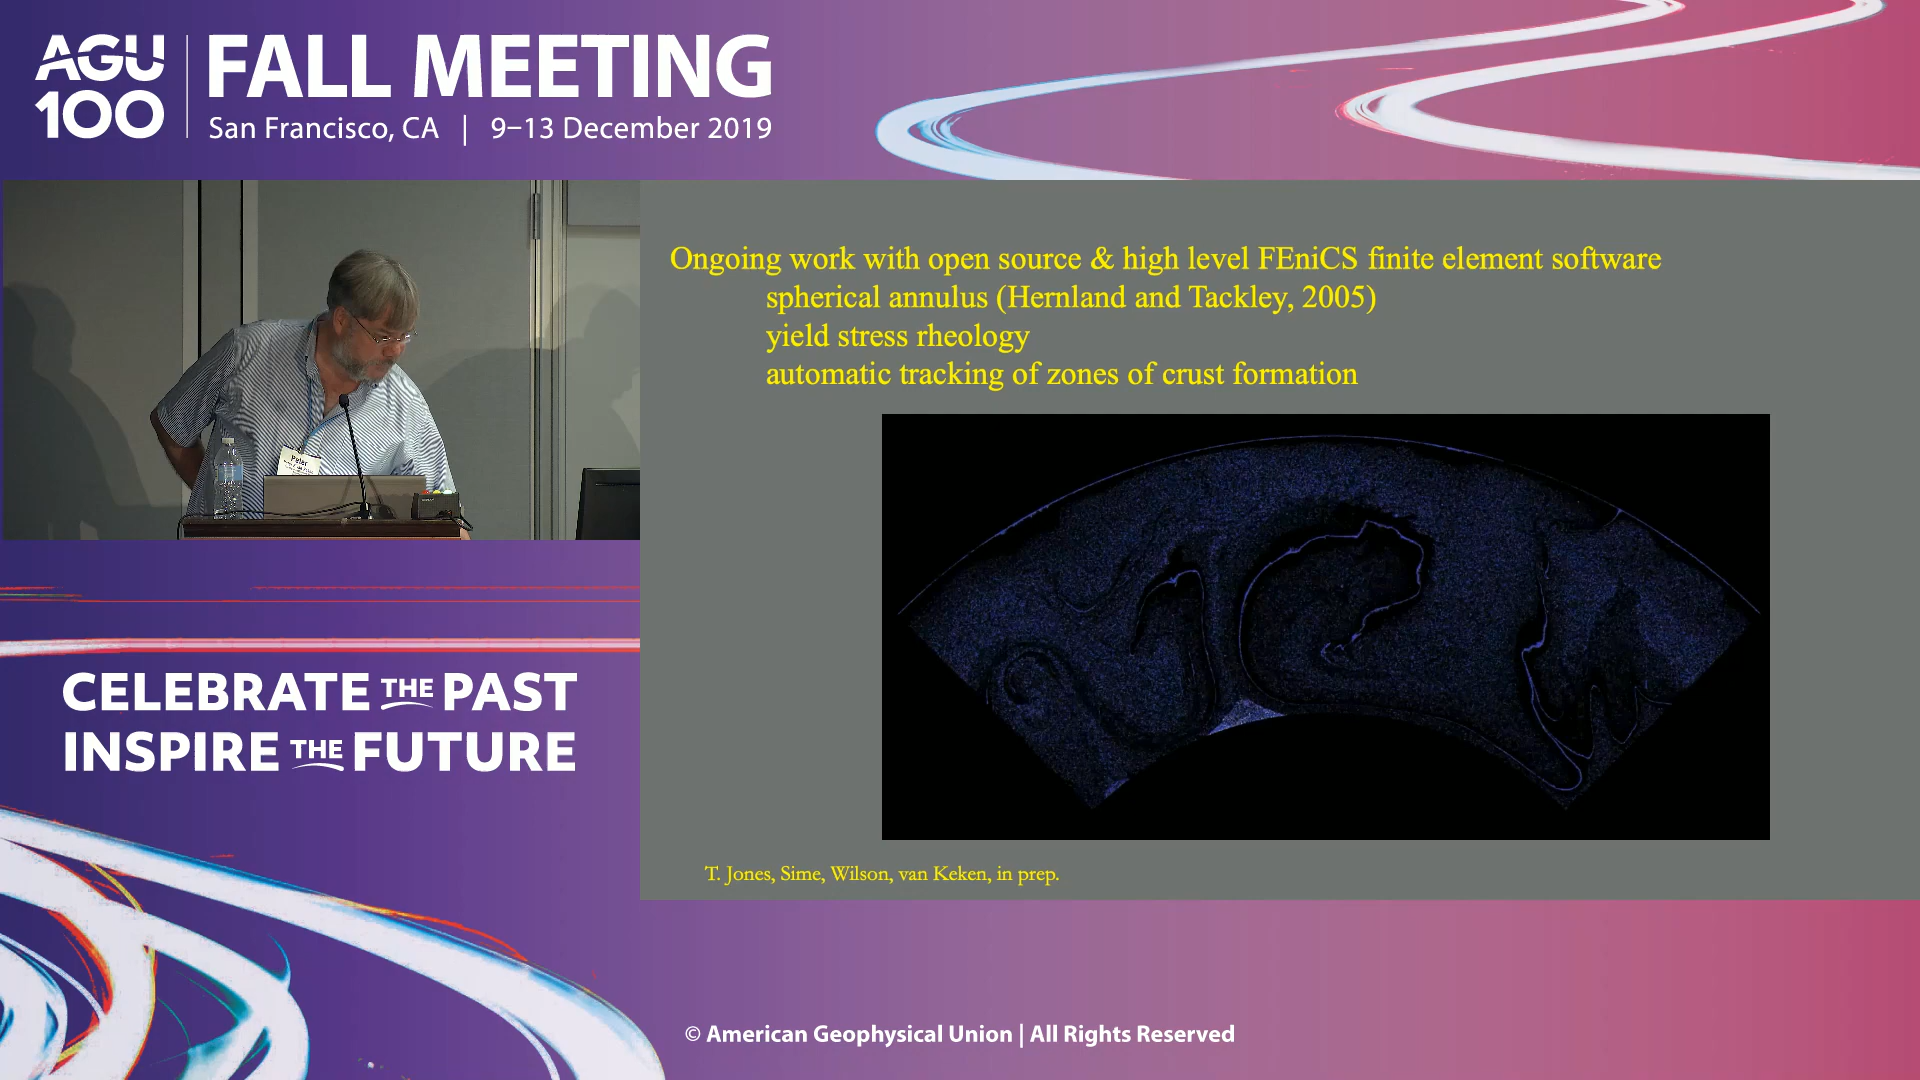 AGU
100
FALL MEETING
San Francisco, CA | 9–13 December 2019
Ongoing work with open source & high level FEniCS finite element software
spherical annulus (Hernland and Tackley, 2005)
yield stress rheology
automatic tracking of zones of crust formation
Peter
CELEBRATE THE PAST
INSPIRE THE FUTURE
T. Jones, Sime, Wilson, van Keken, in prep.
© American Geophysical Union | All Rights Reserved